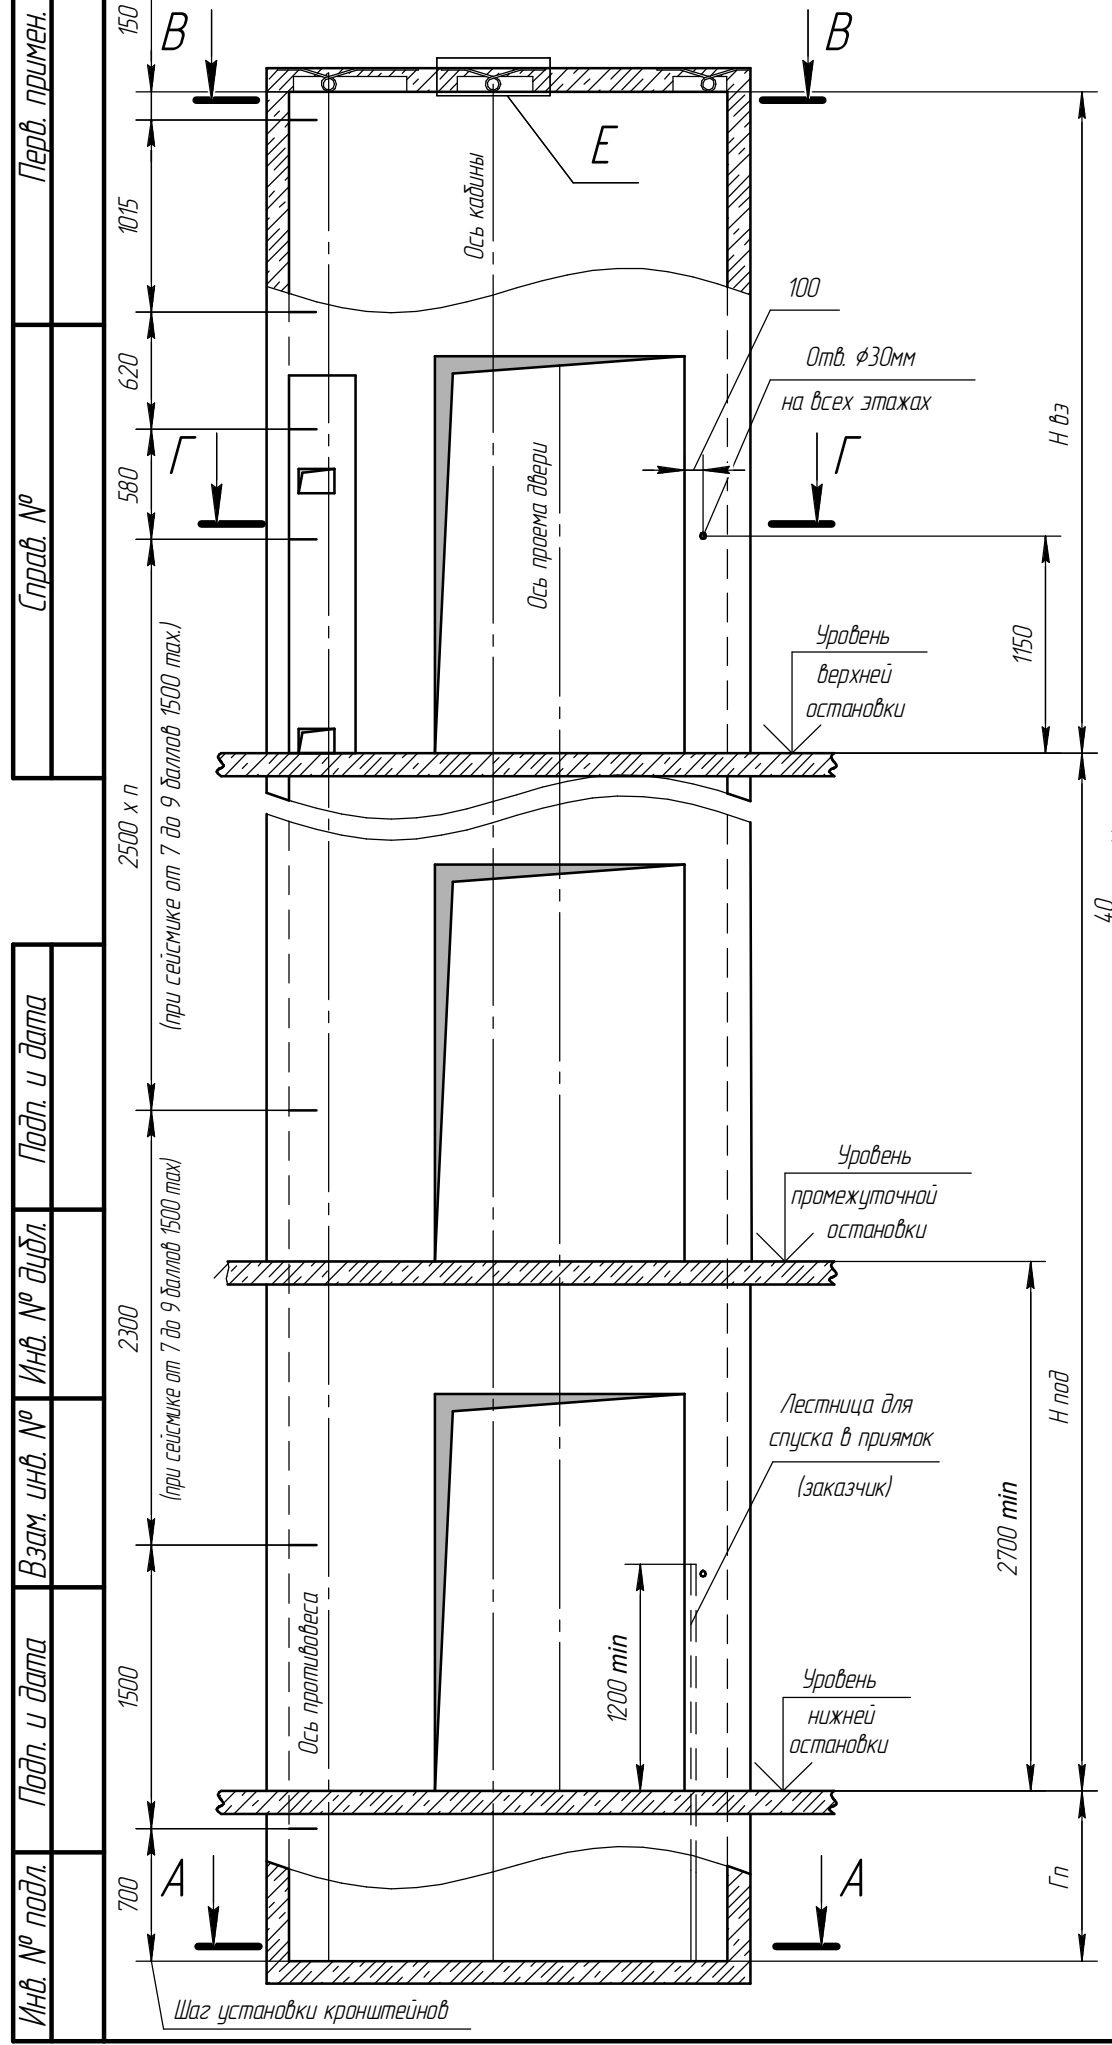 Перв. примен.
Справ. №
Подп. и дата
Инв. № дубл.
Взам. инв. №
Подп. и дата
Инв. № подл.
150
1015
620
580
2500 x n
(при сейсмике от 7 до 9 баллов 1500 max.)
2300
(при сейсмике от 7 до 9 баллов 1500 max)
1500
700
Шаг установки кронштейнов
В
В
Е
Ось кабины
100
Отв. ϕ30мм
на всех этажах
Г
Г
Ось проема двери
Н вз
1150
Уровень
верхней
остановки
40
Уровень
промежуточной
остановки
Н под
2700 min
Лестница для
спуска в приямок
(заказчик)
1200 min
Ось противовеса
Уровень
нижней
остановки
Гп
А
А